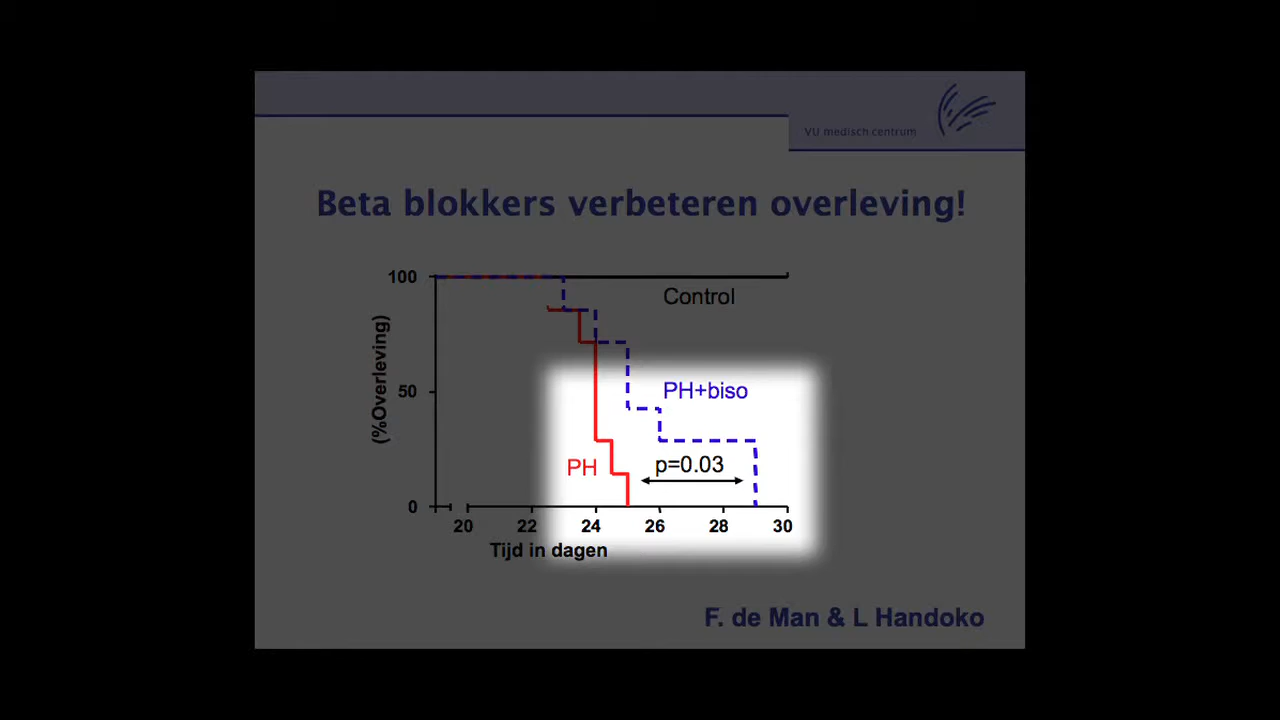 VU medisch centrum
Beta blokkers verbeteren overleving!
100
Control
(%Overleving)
50
PH+biso
PH
p=0.03
0
20 22 24 26 28 30
Tijd in dagen
F. de Man & L Handoko